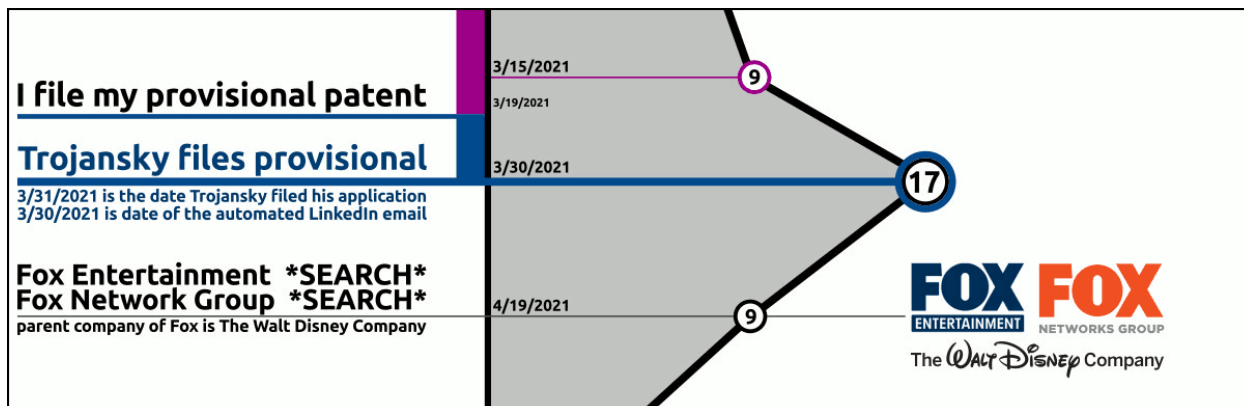 3/15/2021
9
I file my provisional patent
3/19/2021
Trojansky files provisional
3/30/2021
17
3/31/2021 is the date Trojansky filed his application
3/30/2021 is date of the automated LinkedIn email
Fox Entertainment *SEARCH*
Fox Network Group *SEARCH*
4/19/2021
9
parent company of Fox is The Walt Disney Company
FOX
ENTERTAINMENT
FOX
NETWORKS GROUP
The WALT DISNEY Company